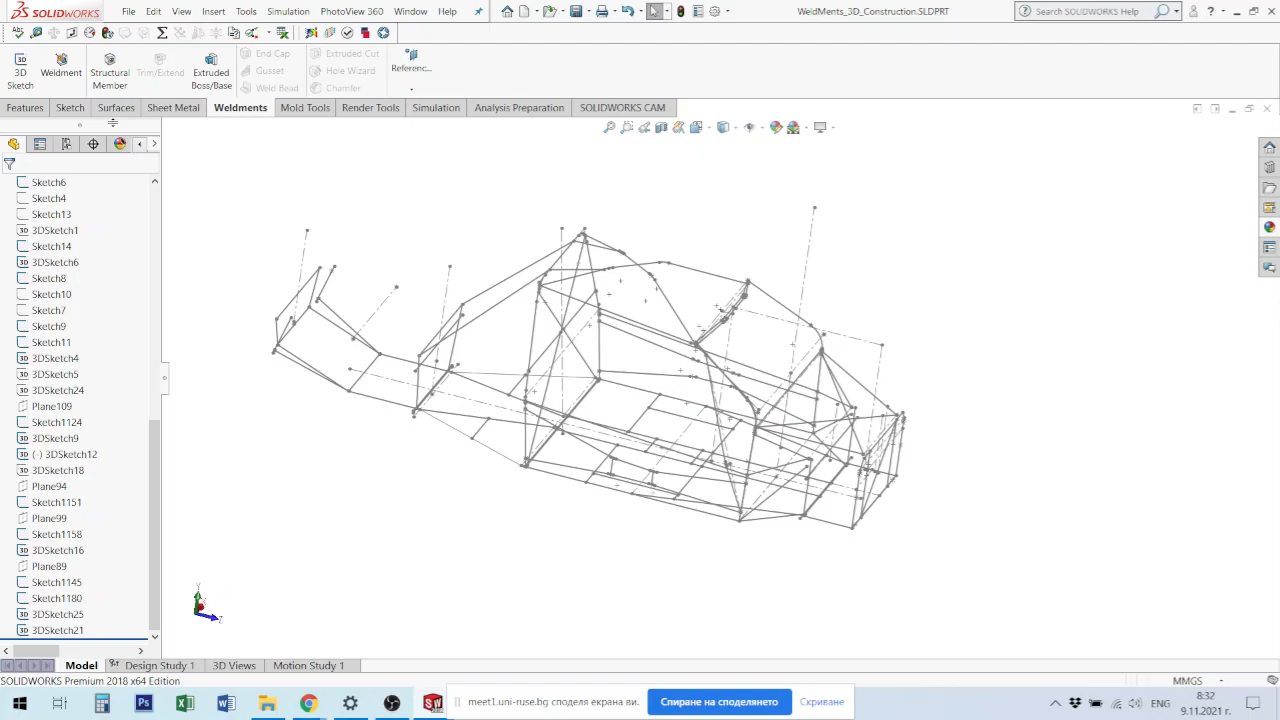 SOLIDWORKS
File Edit View Insert Tools Simulation PhotoView 360 Window Help
WeldMents_3D_Construction.SLDPRT
Search SOLIDWORKS Help
3D Sketch
Weldment
Structural Member
Trim/Extend
Extruded Boss/Base
End Cap
Gusset
Weld Bead
Extruded Cut
Hole Wizard
Chamfer
Referenc...
Features Sketch Surfaces Sheet Metal Weldments Mold Tools Render Tools Simulation Analysis Preparation SOLIDWORKS CAM
Sketch6
Sketch4
Sketch13
3DSketch1
Sketch14
3DSketch6
Sketch8
Sketch10
Sketch7
Sketch9
Sketch11
3DSketch4
3DSketch5
3DSketch24
Plane109
Sketch1124
3DSketch9
(-) 3DSketch12
3DSketch18
Plane94
Sketch1151
Plane99
Sketch1158
3DSketch16
Plane89
Sketch1145
Sketch1180
3DSketch25
3DSketch21
Y
Z
Model Design Study 1 3D Views Motion Study 1
SOLIDWORKS Premium 2018 x64 Edition
MMGS
meet1.uni-ruse.bg споделя екрана ви.
Спиране на споделянето
Скриване
ENG
8:32
9.11.2021 г.